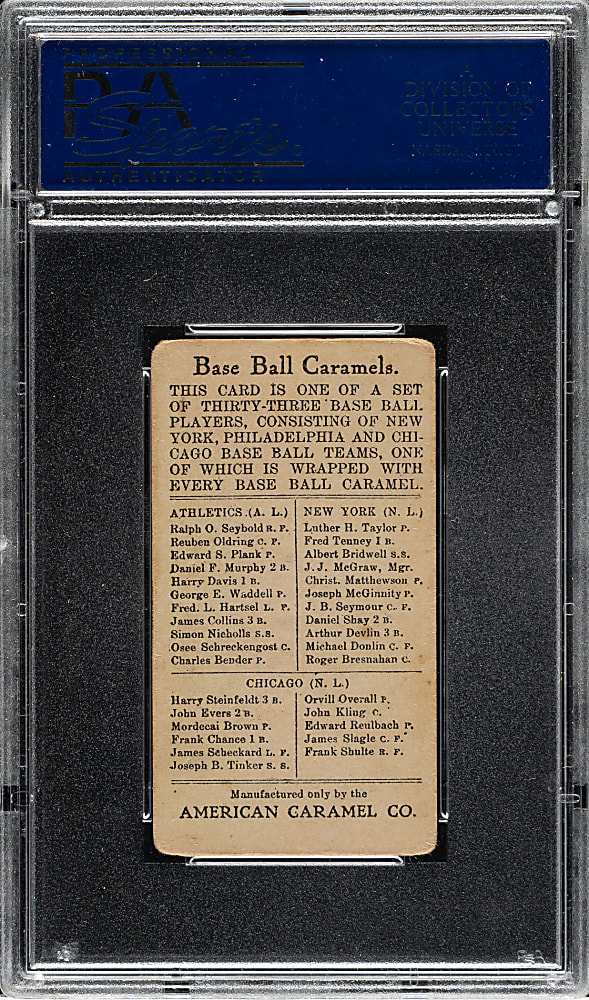 PROFESSIONAL
PSA
Sports
AUTHENTICATOR
A
DIVISION OF
COLLECTORS
UNIVERSE
NASDAQ: CLCT
Base Ball Caramels.
THIS CARD IS ONE OF A SET
OF THIRTY-THREE BASE BALL
PLAYERS, CONSISTING OF NEW
YORK, PHILADELPHIA AND CHI-
CAGO BASE BALL TEAMS, ONE
OF WHICH IS WRAPPED WITH
EVERY BASE BALL CARAMEL.
ATHLETICS (A. L.)
Ralph O. Seybold R. F.
Reuben Oldring C. F.
Edward S. Plank P.
Daniel F. Murphy 2 B.
Harry Davis 1 B.
George E. Waddell P.
Fred. L. Hartsel L. F.
James Collins 3 B.
Simon Nicholls S.S.
Osee Schreckengost C.
Charles Bender P.
NEW YORK (N. L.)
Luther H. Taylor P.
Fred Tenney 1 B.
Albert Bridwell S.S.
J. J. McGraw, Mgr.
Christ. Matthewson P.
Joseph McGinnity P.
J. B. Seymour C. F.
Daniel Shay 2 B.
Arthur Devlin 3 B.
Michael Donlin C. F.
Roger Bresnahan C.
CHICAGO (N. L.)
Harry Steinfeldt 3 B.
John Evers 2 B.
Mordecai Brown P.
Frank Chance 1 B.
James Scheckard L. F.
Joseph B. Tinker S. S.
Orvill Overall P.
John Kling C.
Edward Reulbach P.
James Slagle C. F.
Frank Shulte R. F.
Manufactured only by the
AMERICAN CARAMEL CO.